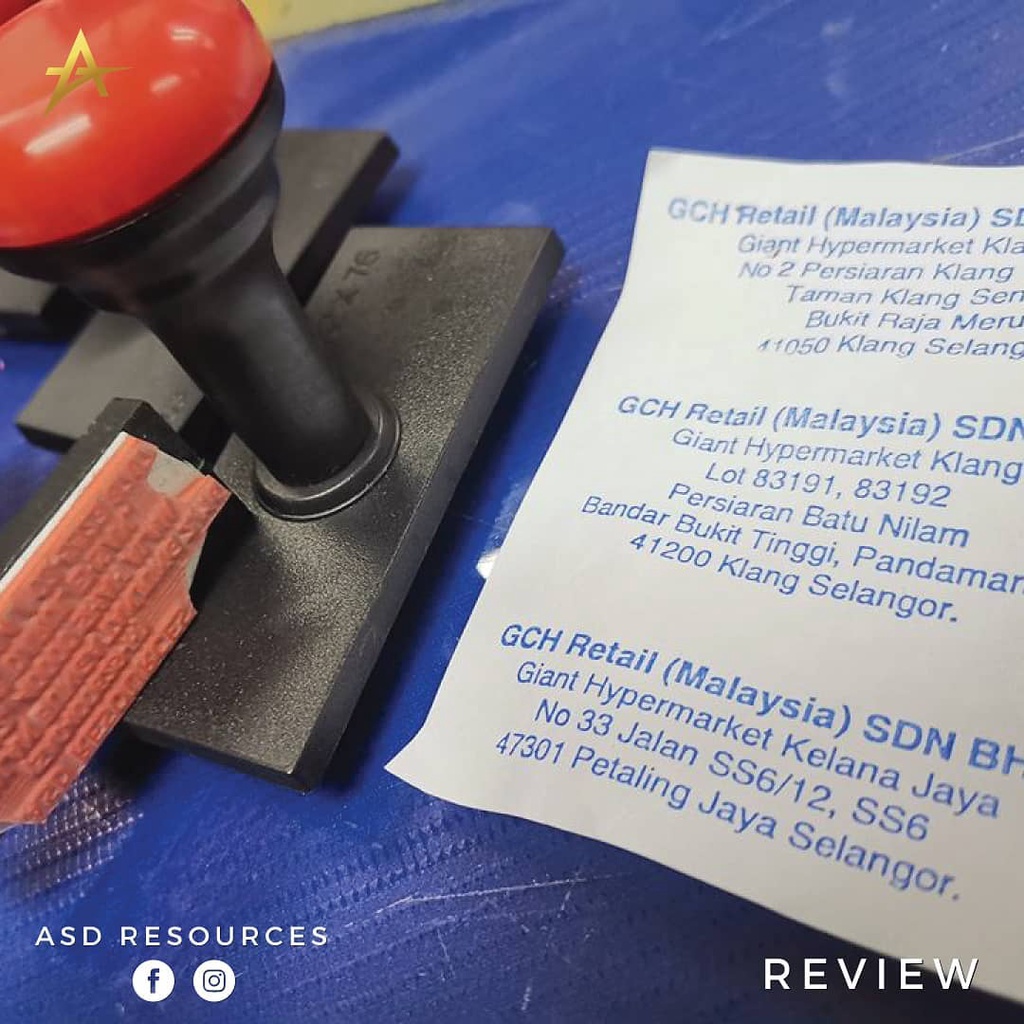 GCH Retail (Malaysia) SD
Giant Hypermarket Kla
No 2 Persiaran Klang
Taman Klang Sen
Bukit Raja Meru
41050 Klang Selang
GCH Retail (Malaysia) SDN
Giant Hypermarket Klang
Lot 83191, 83192
Persiaran Batu Nilam
Bandar Bukit Tinggi, Pandamar
41200 Klang Selangor.
GCH Retail (Malaysia) SDN BH
Giant Hypermarket Kelana Jaya
No 33 Jalan SS6/12, SS6
47301 Petaling Jaya Selangor.
ASD RESOURCES
REVIEW